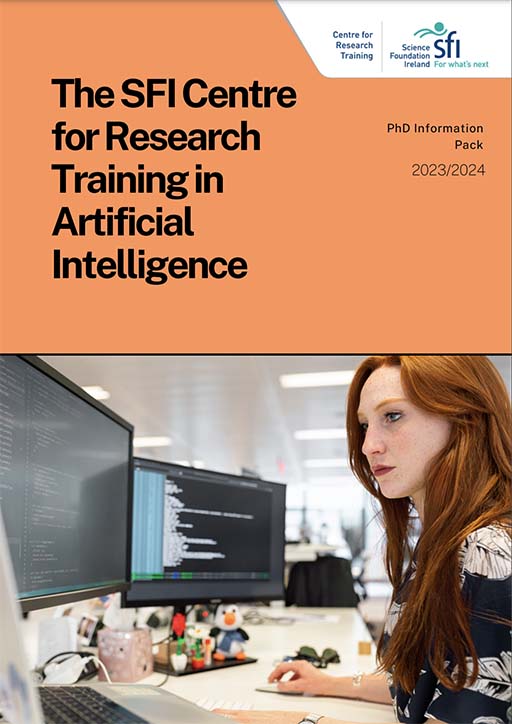 Centre for
Research
Training
Science
Foundation
Ireland
sfi
For what's next
The SFI Centre
for Research
Training in
Artificial
Intelligence
PhD Information
Pack
2023/2024